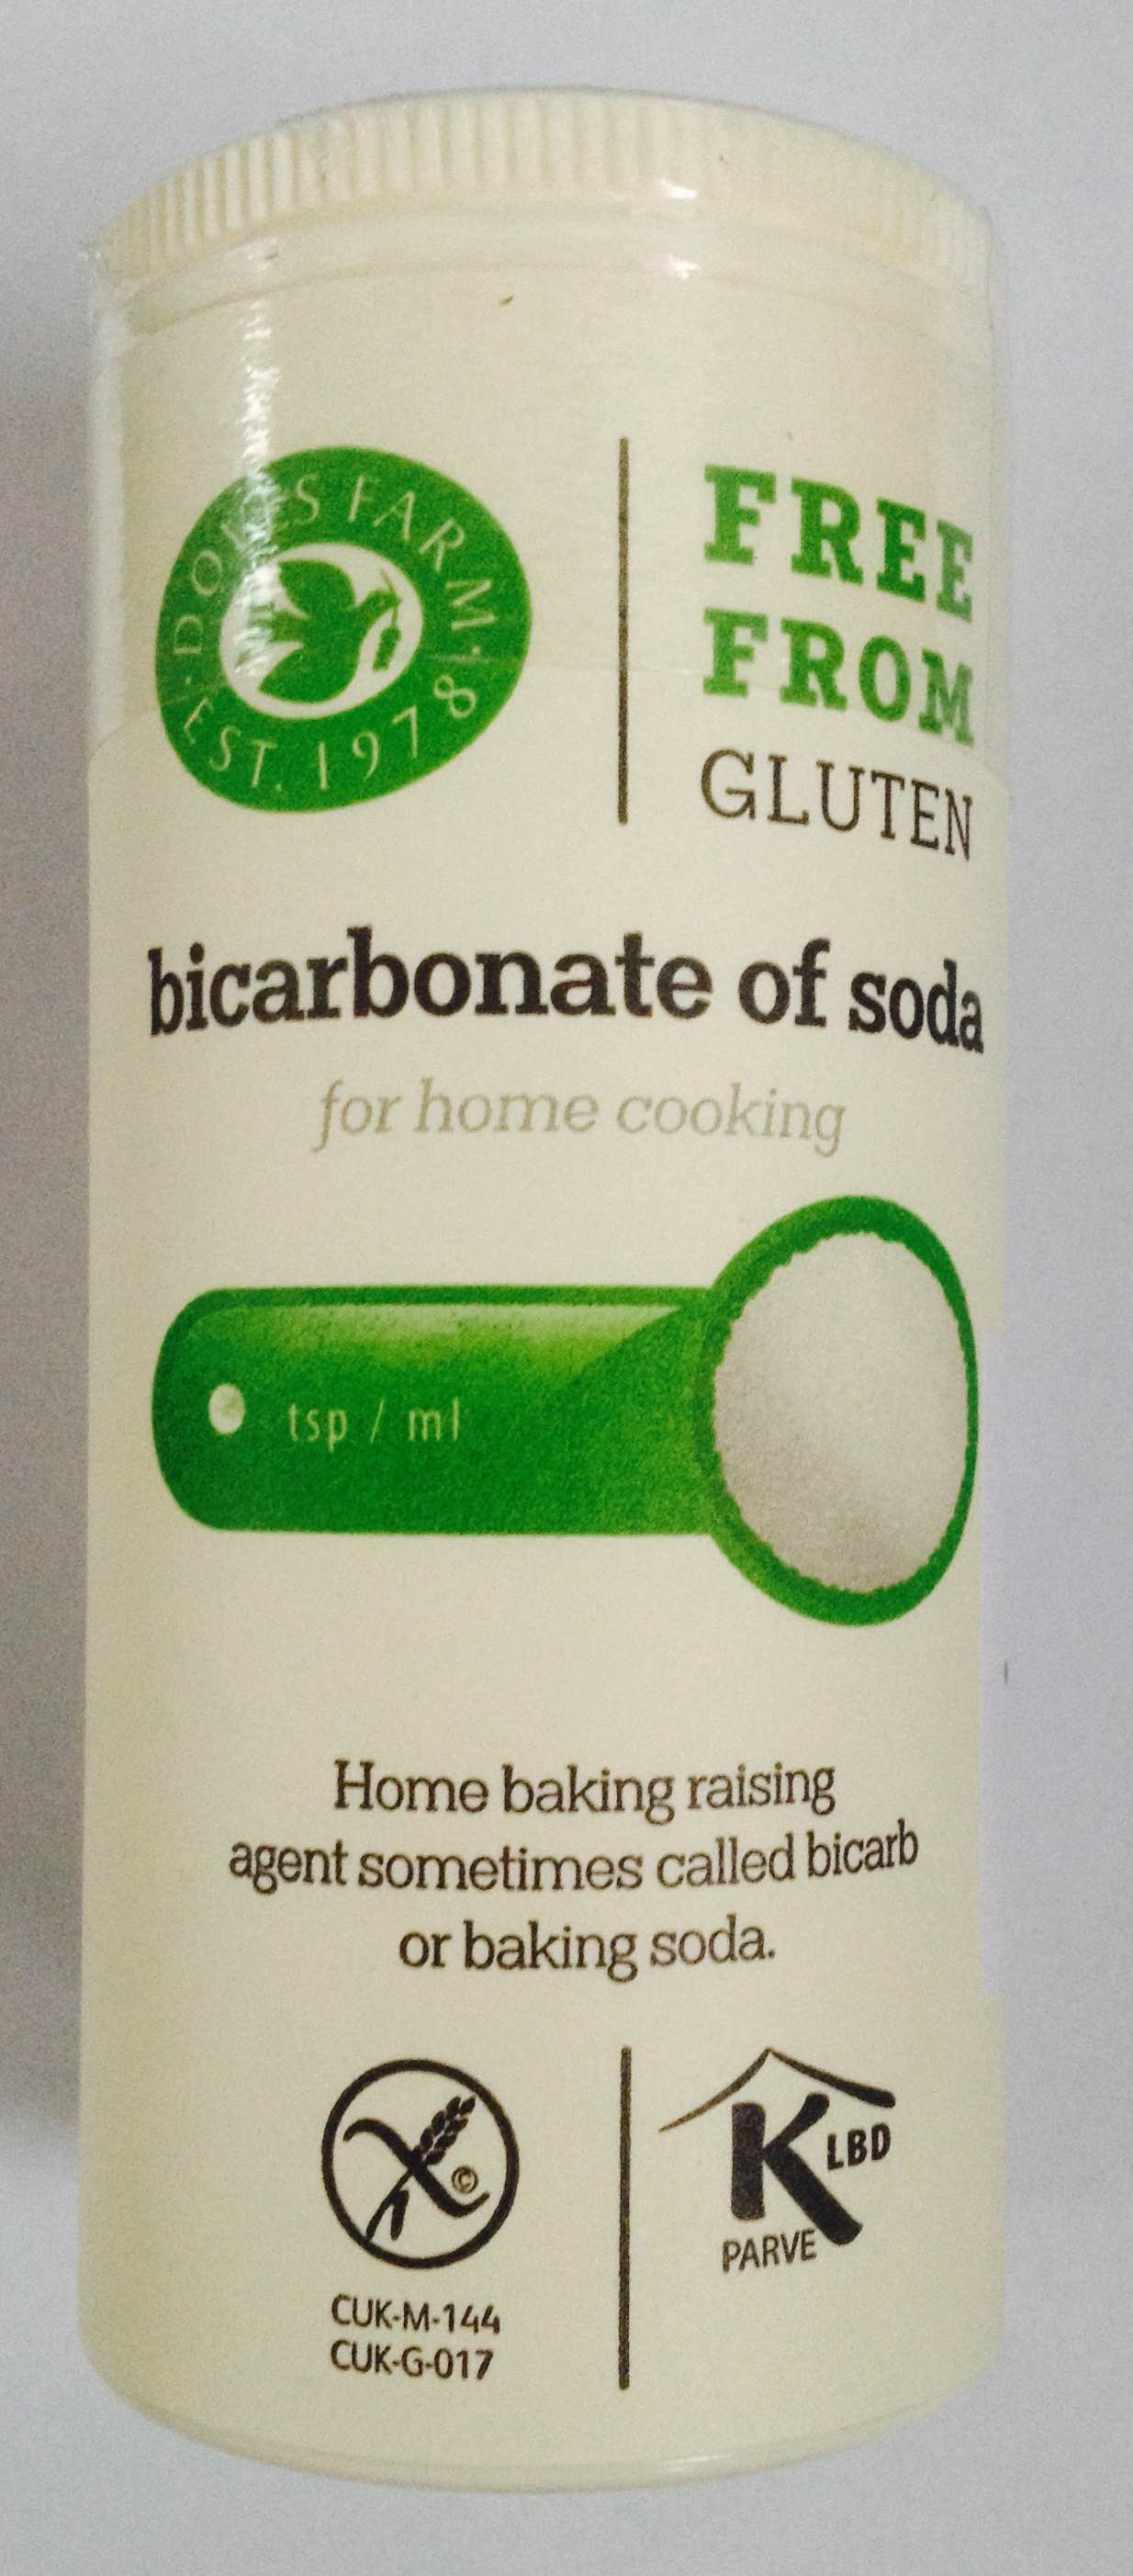 DOVES FARM
EST. 1978
FREE
FROM
GLUTEN
bicarbonate of soda
for home cooking
tsp / ml
Home baking raising
agent sometimes called bicarb
or baking soda.
©
CUK-M-144
CUK-G-017
K LBD
PARVE